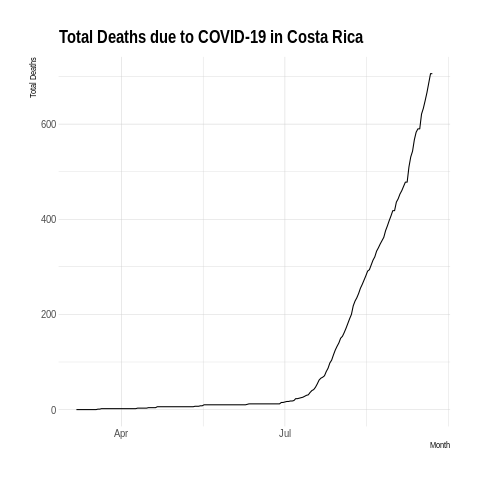 Total Deaths due to COVID-19 in Costa Rica
Total Deaths
600
400
200
0
Apr
Jul
Month